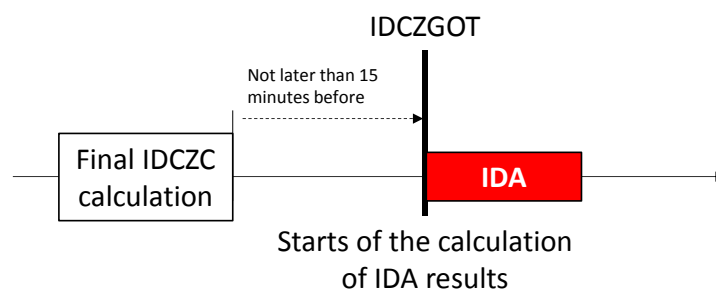 IDCZGOT
Not later than 15
minutes before
Final IDCZC
calculation
IDA
Starts of the calculation
of IDA results